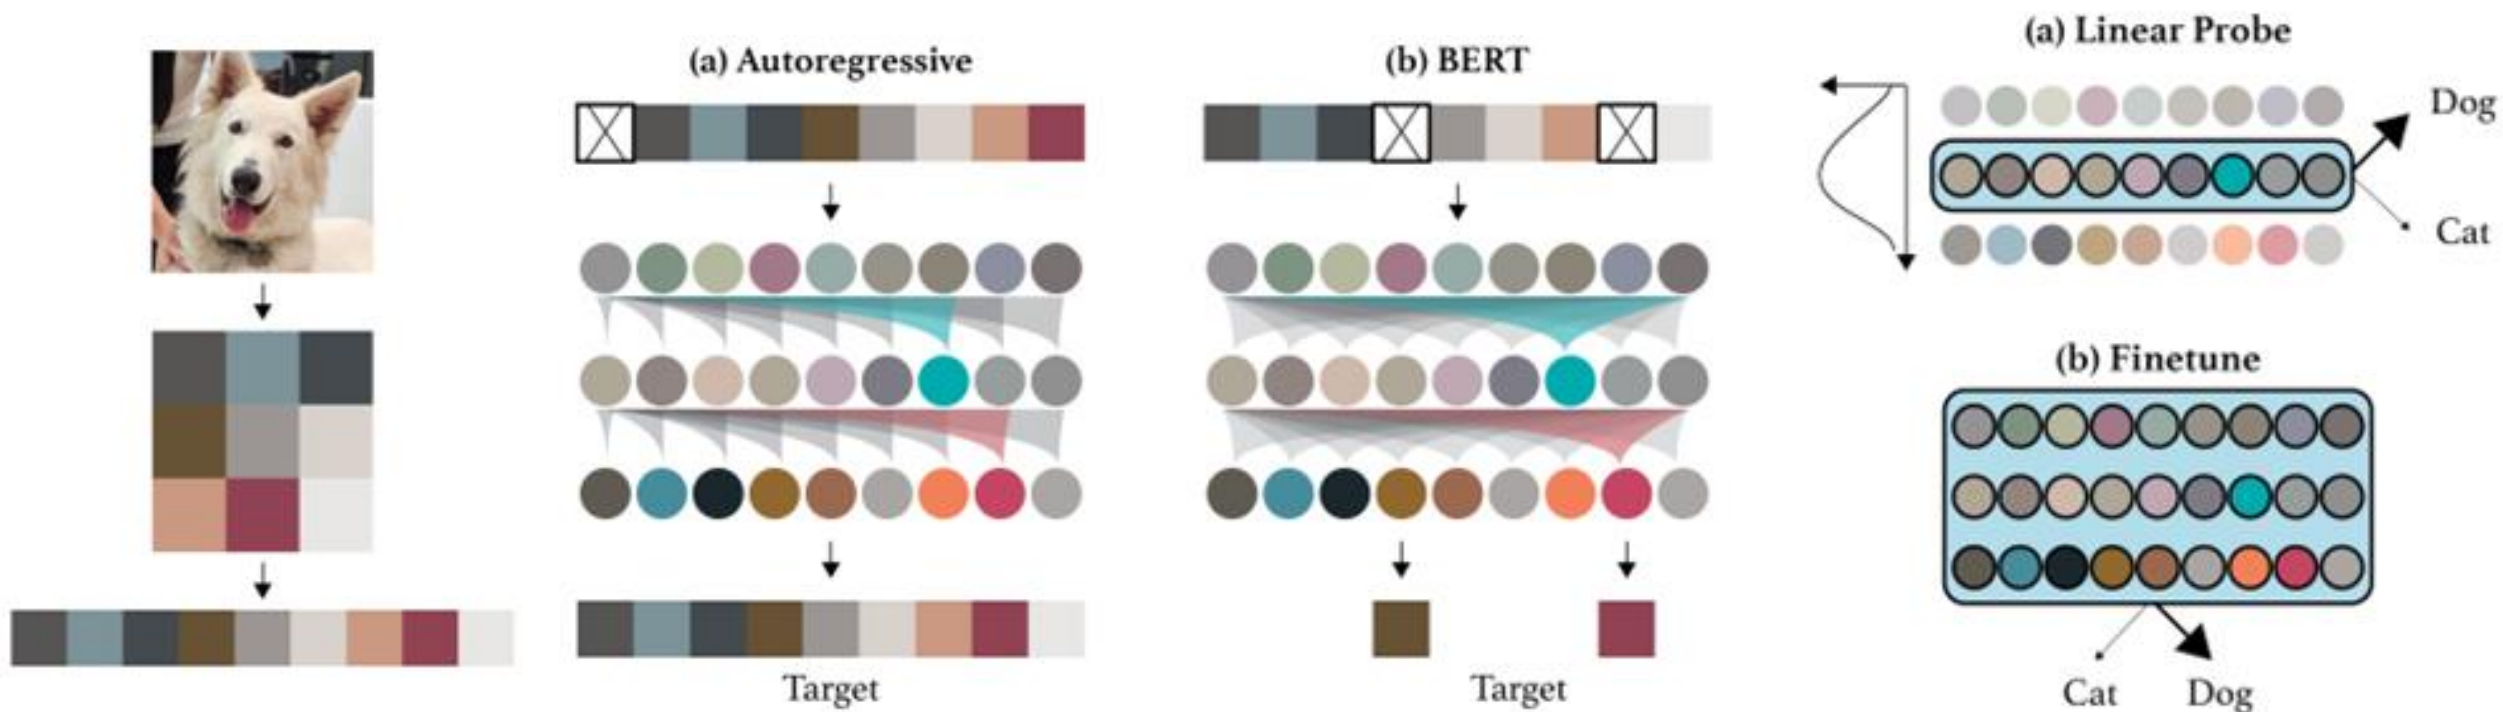 (a) Autoregressive
Target
(b) BERT
Target
(a) Linear Probe
Dog
Cat
(b) Finetune
Cat
Dog